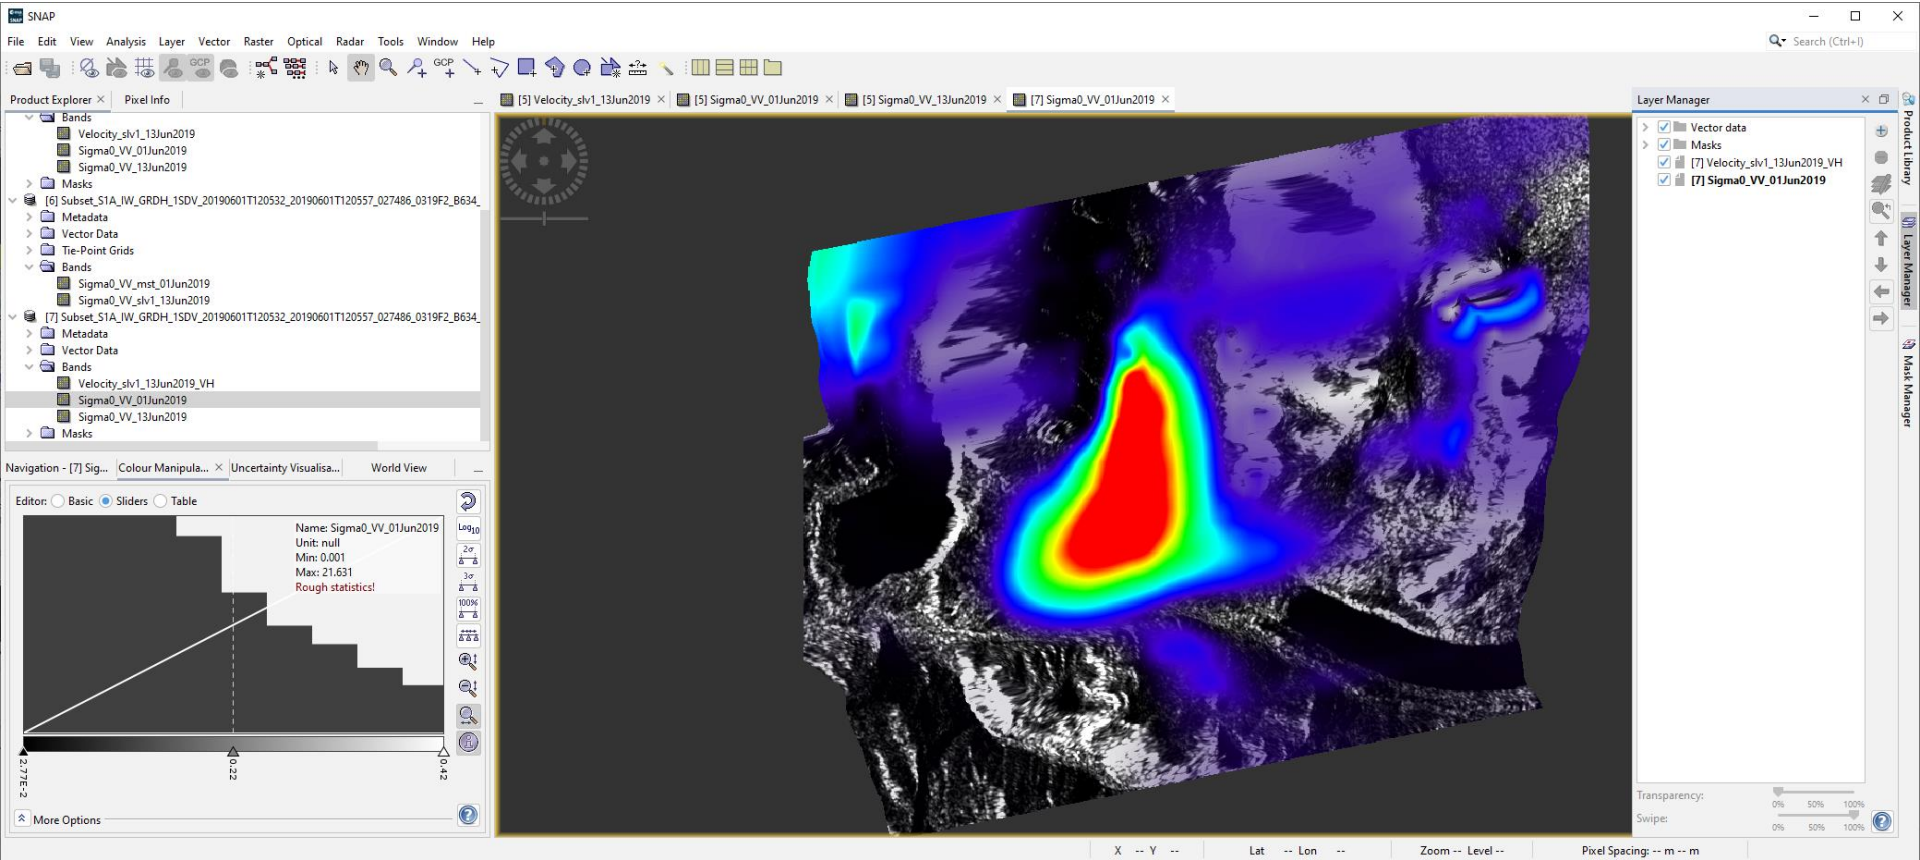 SNAP
File Edit View Analysis Layer Vector Raster Optical Radar Tools Window Help
Search (Ctrl+I)
GCP GCP
Product Explorer Pixel Info
[5] Velocity_slv1_13Jun2019 [5] Sigma0_VV_01Jun2019 [5] Sigma0_VV_13Jun2019 [7] Sigma0_VV_01Jun2019
Bands
Velocity_slv1_13Jun2019
Sigma0_VV_01Jun2019
Sigma0_VV_13Jun2019
Masks
[6] Subset_S1A_IW_GRDH_1SDV_20190601T120532_20190601T120557_027486_0319F2_B634_
Metadata
Vector Data
Tie-Point Grids
Bands
Sigma0_VV_mst_01Jun2019
Sigma0_VV_slv1_13Jun2019
[7] Subset_S1A_IW_GRDH_1SDV_20190601T120532_20190601T120557_027486_0319F2_B634_
Metadata
Vector Data
Bands
Velocity_slv1_13Jun2019_VH
Sigma0_VV_01Jun2019
Sigma0_VV_13Jun2019
Masks
Navigation - [7] Sig... Colour Manipula... Uncertainty Visualisa... World View
Editor: Basic Sliders Table
Name: Sigma0_VV_01Jun2019
Unit: null
Min: 0.001
Max: 21.631
Rough statistics!
Log10
2σ
3σ
100%
2.77E-2 0.22 0.42
More Options
Layer Manager
Vector data
Masks
[7] Velocity_slv1_13Jun2019_VH
[7] Sigma0_VV_01Jun2019
Transparency:
0% 50% 100%
Swipe:
0% 50% 100%
Product Library
Layer Manager
Mask Manager
X -- Y -- Lat -- Lon -- Zoom -- Level -- Pixel Spacing: -- m -- m